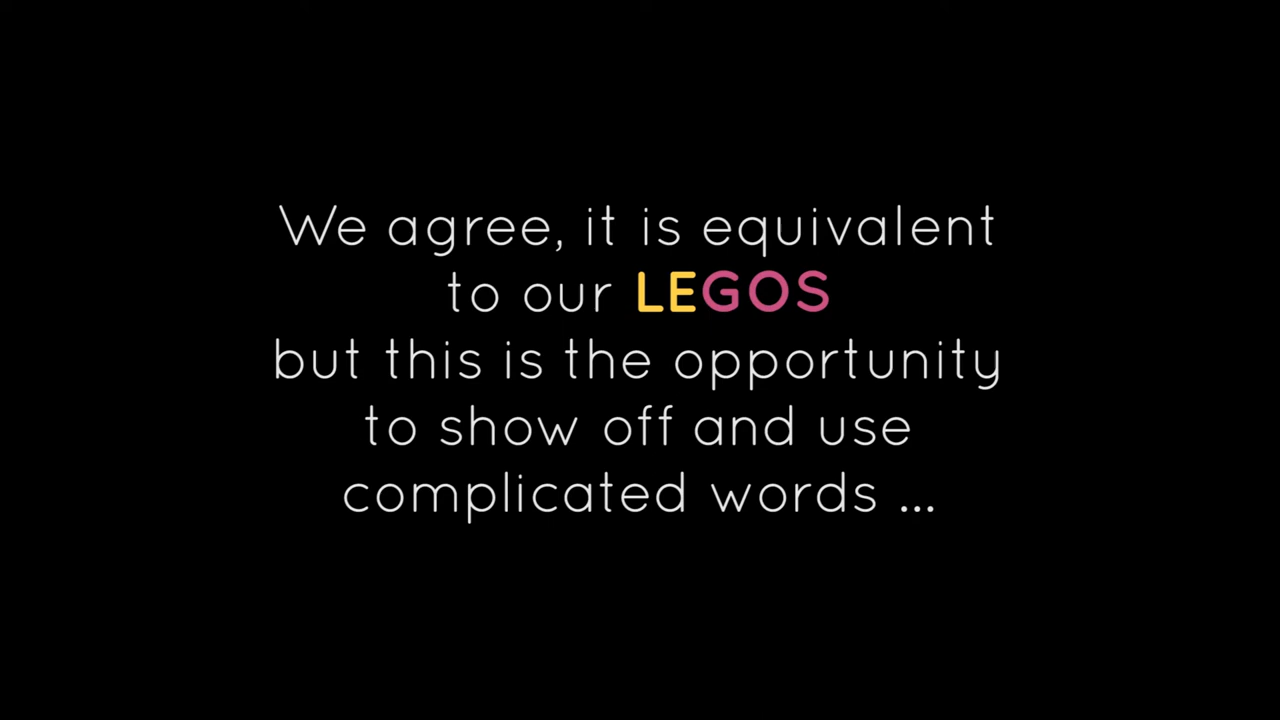 We agree, it is equivalent
to our LEGOS
but this is the opportunity
to show off and use
complicated words ...